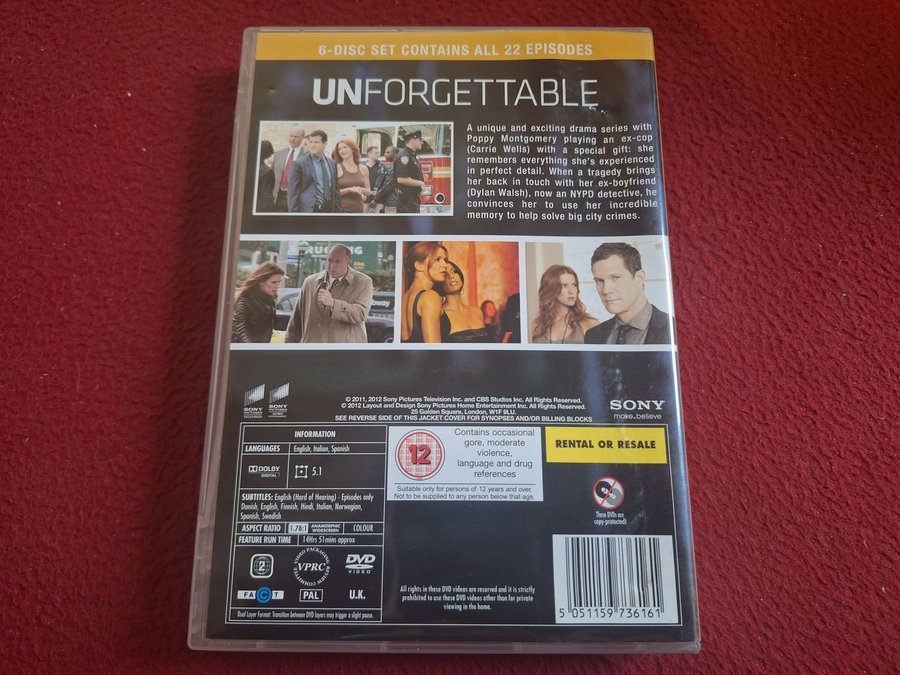 6-DISC SET CONTAINS ALL 22 EPISODES
UNFORGETTABLE
A unique and exciting drama series with
Poppy Montgomery playing an ex-cop
(Carrie Wells) with a special gift: she
remembers everything she's experienced
in perfect detail. When a tragedy brings
her back in touch with her ex-boyfriend
(Dylan Walsh), now an NYPD detective, he
convinces her to use her incredible
memory to help solve big city crimes.
SONY
PICTURES
SONY
PICTURES
© 2011, 2012 Sony Pictures Television Inc. and CBS Studios Inc. All Rights Reserved.
© 2012 Layout and Design Sony Pictures Home Entertainment Inc. All Rights Reserved.
25 Golden Square, London, W1F 9LU.
SEE REVERSE SIDE OF THIS JACKET COVER FOR SYNOPSES AND/OR BILLING BLOCKS
SONY
make.believe
INFORMATION
LANGUAGES English, Italian, Spanish
DOLBY
DIGITAL
5.1
SUBTITLES: English (Hard of Hearing) - Episodes only
Danish, English, Finnish, Hindi, Italian, Norwegian,
Spanish, Swedish
ASPECT RATIO 1.78:1 ANAMORPHIC WIDESCREEN COLOUR
FEATURE RUN TIME 14Hrs 51mins approx
2
VIDEO PACKAGING REVIEW COMMITTEE
VPRC
DVD
VIDEO
FACT
PAL
U.K.
Dual Layer Format: Transition between DVD layers may trigger a slight pause.
12
Contains occasional
gore, moderate
violence,
language and drug
references
Suitable only for persons of 12 years and over.
Not to be supplied to any person below that age.
RENTAL OR RESALE
These DVDs are
copy-protected!
All rights in these DVD videos are reserved and it is strictly
prohibited to use these DVD videos other than for private
viewing in the home.
5 051159 736161